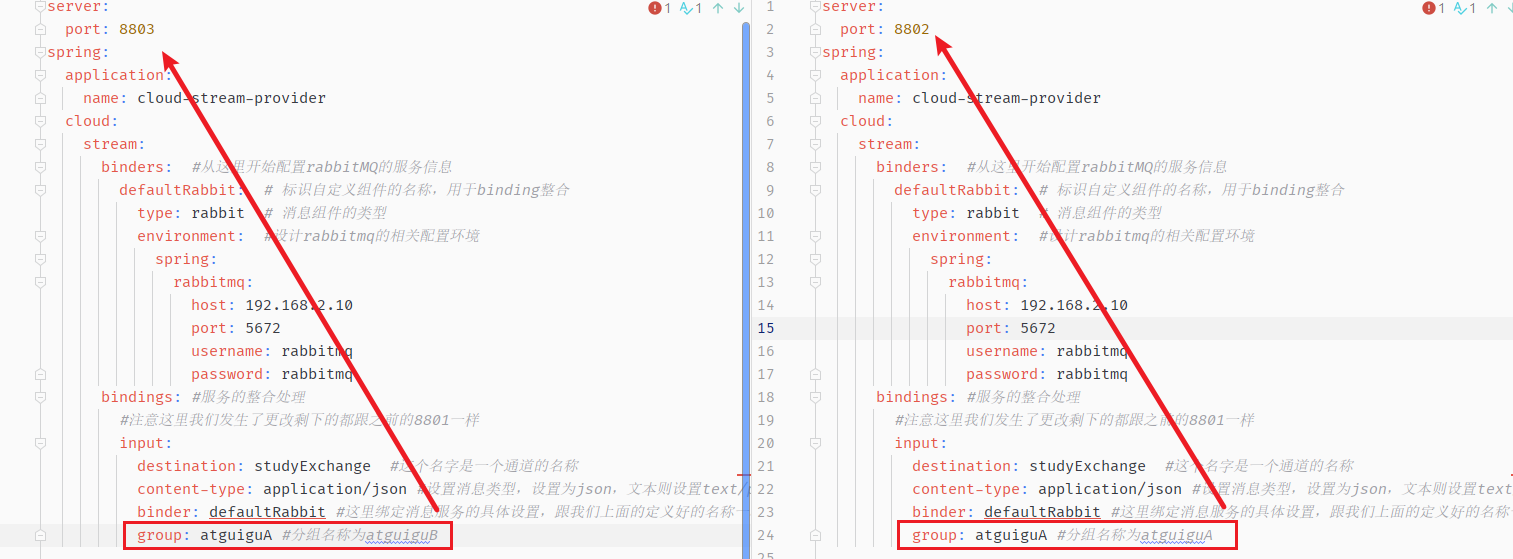 server:
port: 8803
spring:
application:
name: cloud-stream-provider
cloud:
stream:
binders: #从这里开始配置rabbitMQ的服务信息
defaultRabbit: # 标识自定义组件的名称，用于binding整合
type: rabbit # 消息组件的类型
environment: #设计rabbitmq的相关配置环境
spring:
rabbitmq:
host: 192.168.2.10
port: 5672
username: rabbitmq
password: rabbitmq
bindings: #服务的整合处理
#注意这里我们发生了更改剩下的都跟之前的8801一样
input:
destination: studyExchange #这个名字是一个通道的名称
content-type: application/json #设置消息类型，设置为json，文本则设置text/
binder: defaultRabbit #这里绑定消息服务的具体设置，跟我们上面的定义好的名称一
group: atguiguA #分组名称为atguiguB
1 1
1 server:
2 port: 8802
3 spring:
4 application:
5 name: cloud-stream-provider
6 cloud:
7 stream:
8 binders: #从这里开始配置rabbitMQ的服务信息
9 defaultRabbit: # 标识自定义组件的名称，用于binding整合
10 type: rabbit # 消息组件的类型
11 environment: #设计rabbitmq的相关配置环境
12 spring:
13 rabbitmq:
14 host: 192.168.2.10
15 port: 5672
16 username: rabbitmq
17 password: rabbitmq
18 bindings: #服务的整合处理
19 #注意这里我们发生了更改剩下的都跟之前的8801一样
20 input:
21 destination: studyExchange #这个名字是一个通道的名称
22 content-type: application/json #设置消息类型，设置为json，文本则设置text
23 binder: defaultRabbit #这里绑定消息服务的具体设置，跟我们上面的定义好的名称
24 group: atguiguA #分组名称为atguiguA
25
1 1